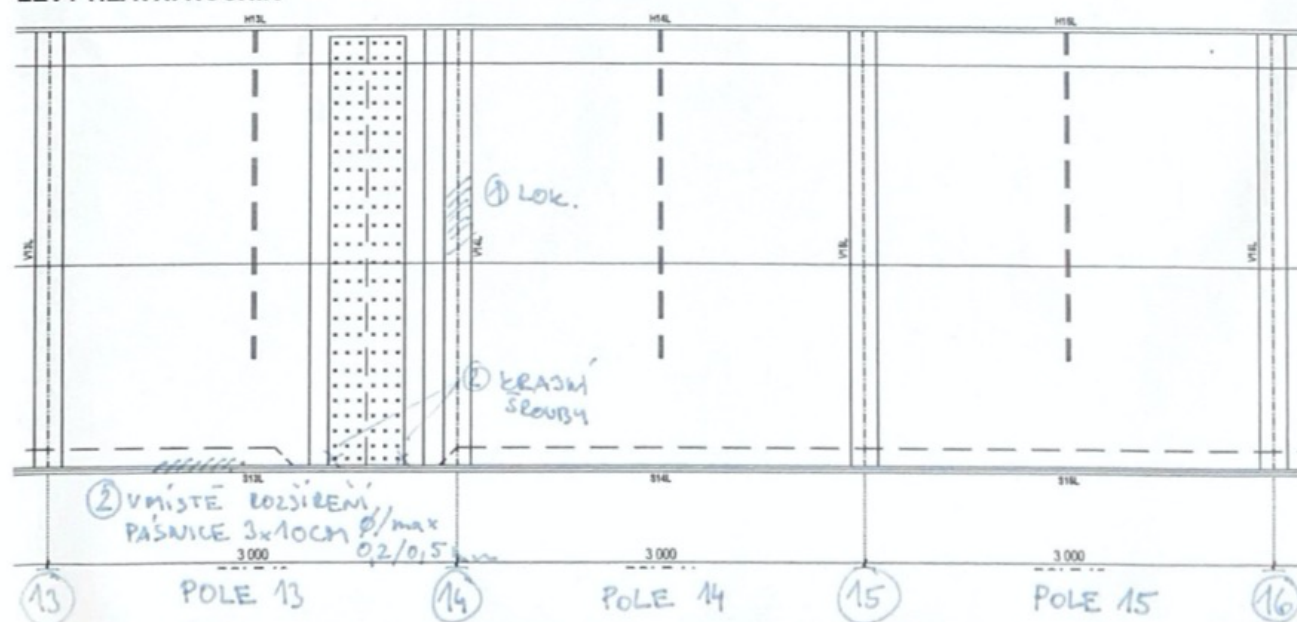 H13L H14L H15L
① LOK.
V13L V14L V15L V16L
② KRAJNÍ
ŠROUBY
S13L S14L S15L
② V MÍSTĚ ROZŠÍŘENÍ
PÁSNICE 3x10CM Ø/max
0,2/0,5 mm
3 000 3 000 3 000
13 POLE 13 14 POLE 14 15 POLE 15 16